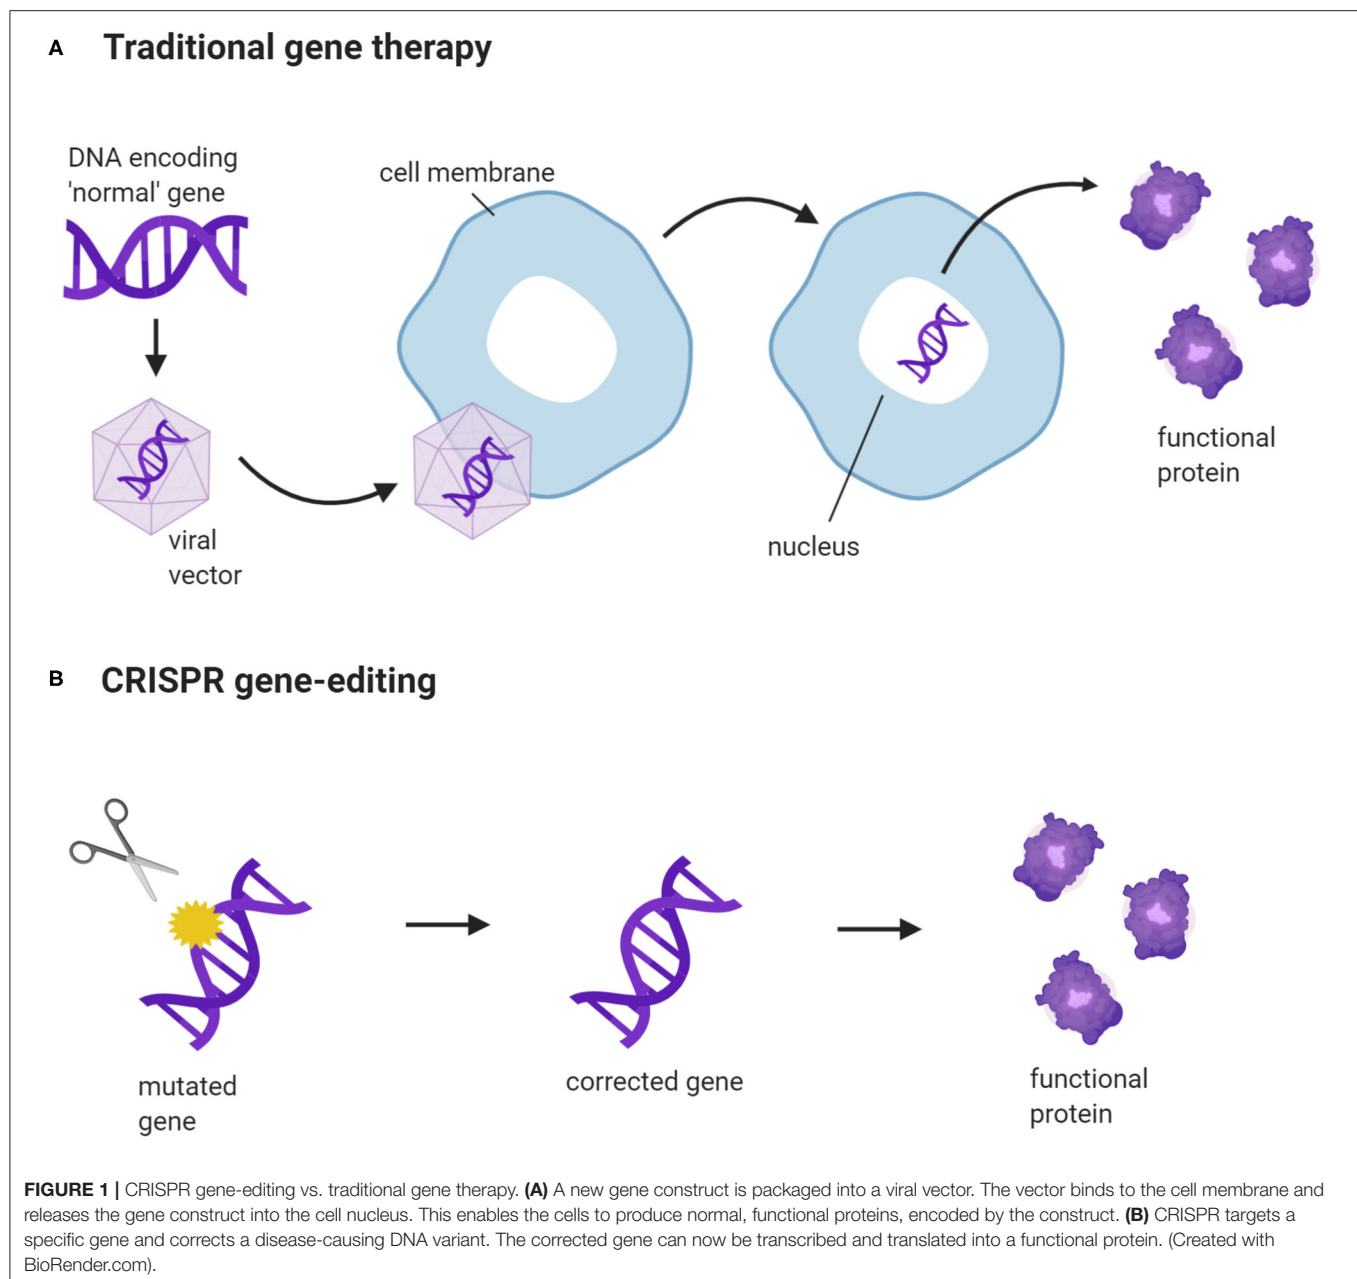 A Traditional gene therapy
DNA encoding
'normal' gene
cell membrane
viral
vector
nucleus
functional
protein
B CRISPR gene-editing
mutated
gene
corrected gene
functional
protein
FIGURE 1 | CRISPR gene-editing vs. traditional gene therapy. (A) A new gene construct is packaged into a viral vector. The vector binds to the cell membrane and
releases the gene construct into the cell nucleus. This enables the cells to produce normal, functional proteins, encoded by the construct. (B) CRISPR targets a
specific gene and corrects a disease-causing DNA variant. The corrected gene can now be transcribed and translated into a functional protein. (Created with
BioRender.com).